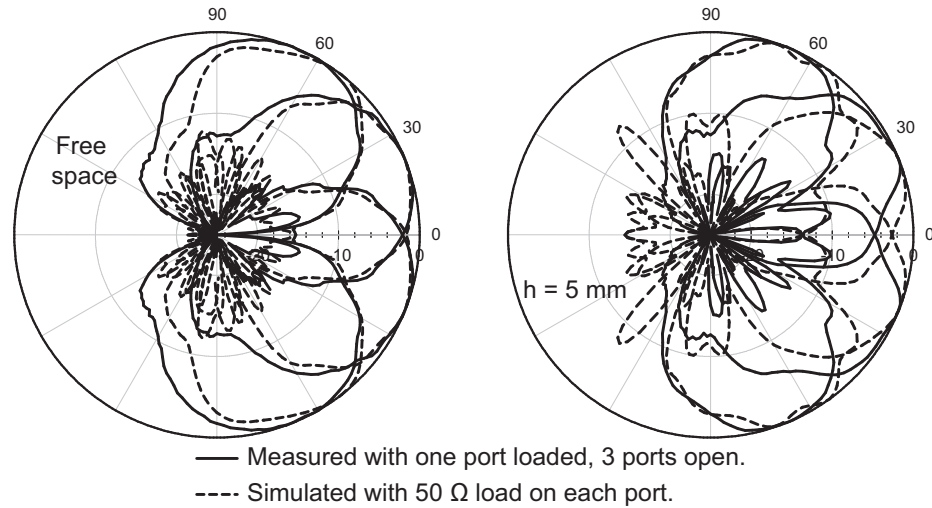 90
60
Free
space
30
0
-10
0
90
60
30
0
h = 5 mm
-10
0
Measured with one port loaded, 3 ports open.
Simulated with 50 Ω load on each port.